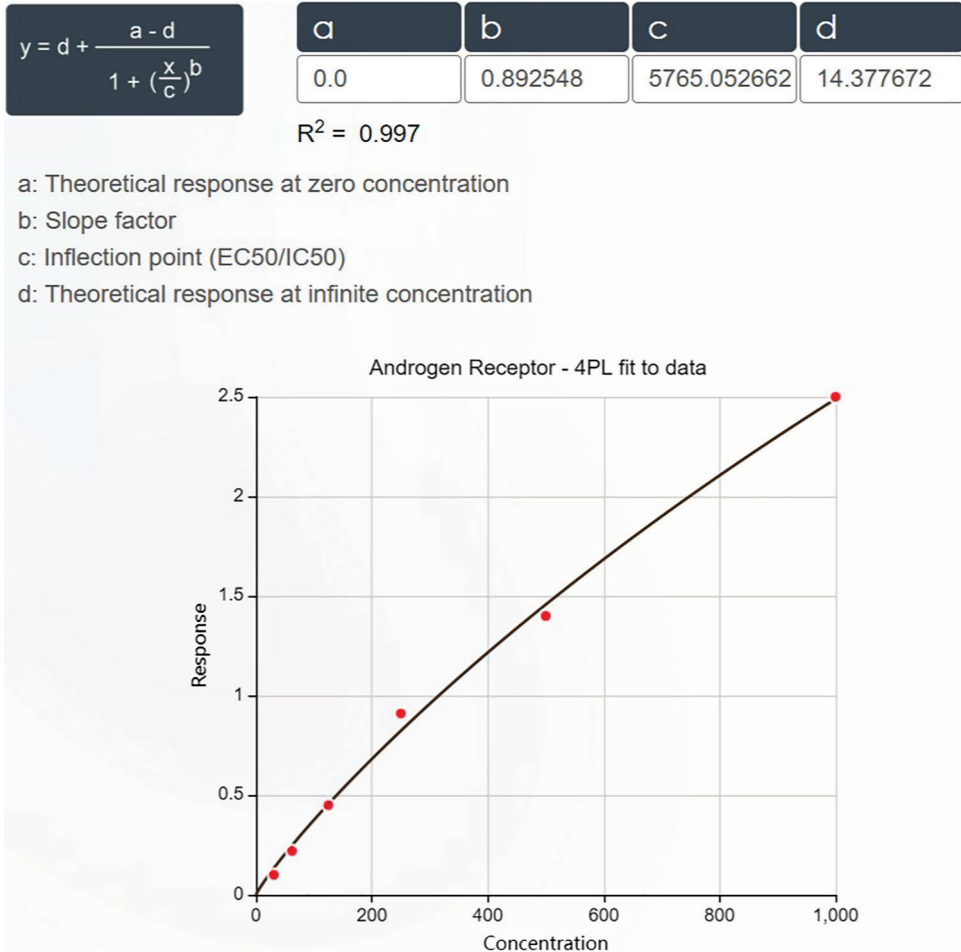 y = d + a - d / 1 + (x/c)^b
a b c d
0.0 0.892548 5765.052662 14.377672
R² = 0.997
a: Theoretical response at zero concentration
b: Slope factor
c: Inflection point (EC50/IC50)
d: Theoretical response at infinite concentration
Androgen Receptor - 4PL fit to data
2.5
2
1.5
1
0.5
0
Response
0 200 400 600 800 1,000
Concentration